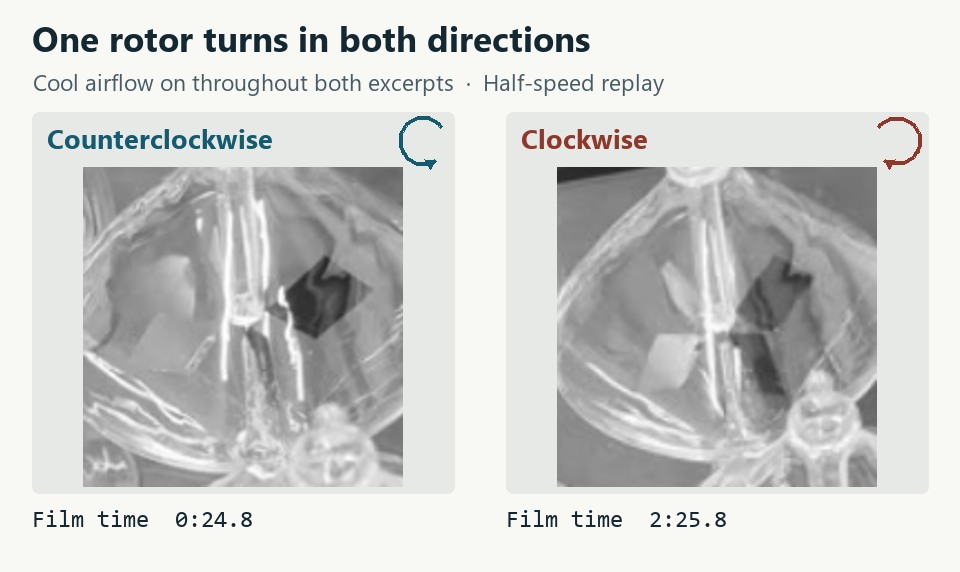 One rotor turns in both directions
Cool airflow on throughout both excerpts · Half-speed replay
Counterclockwise
Clockwise
Film time 0:24.8
Film time 2:25.8